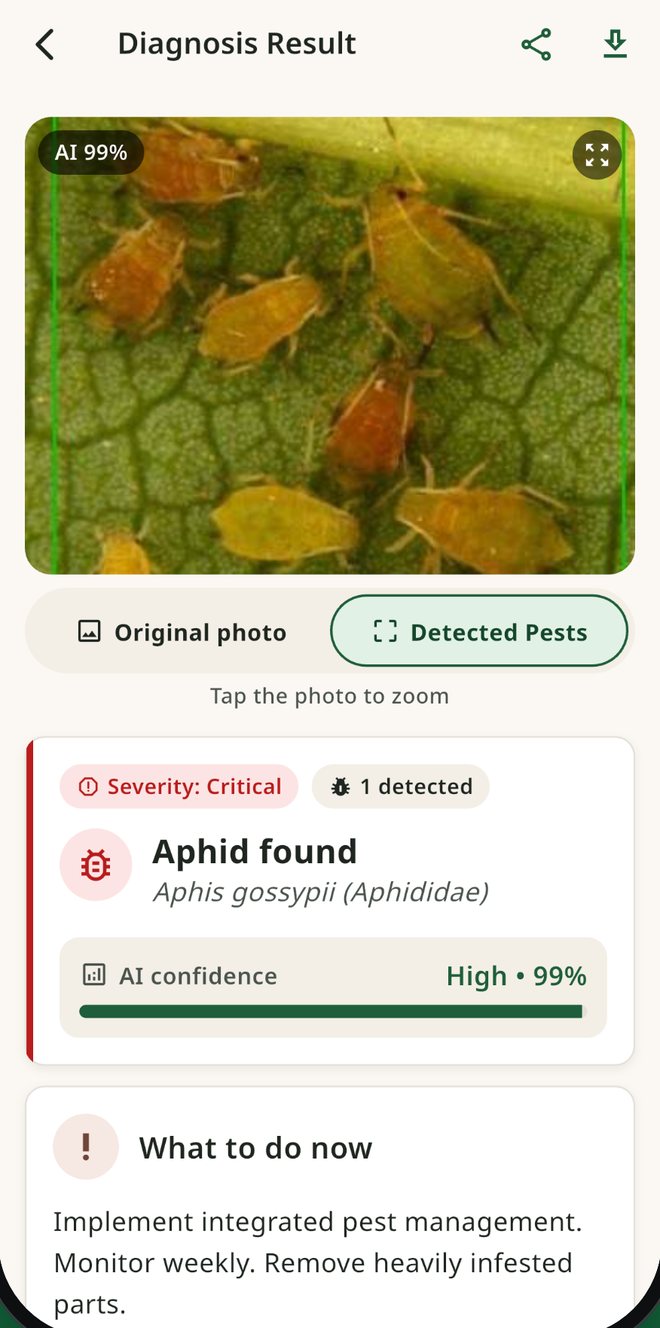 Diagnosis Result
AI 99%
Original photo
Detected Pests
Tap the photo to zoom
Severity: Critical
1 detected
Aphid found
Aphis gossypii (Aphididae)
AI confidence
High • 99%
What to do now
Implement integrated pest management.
Monitor weekly. Remove heavily infested
parts.